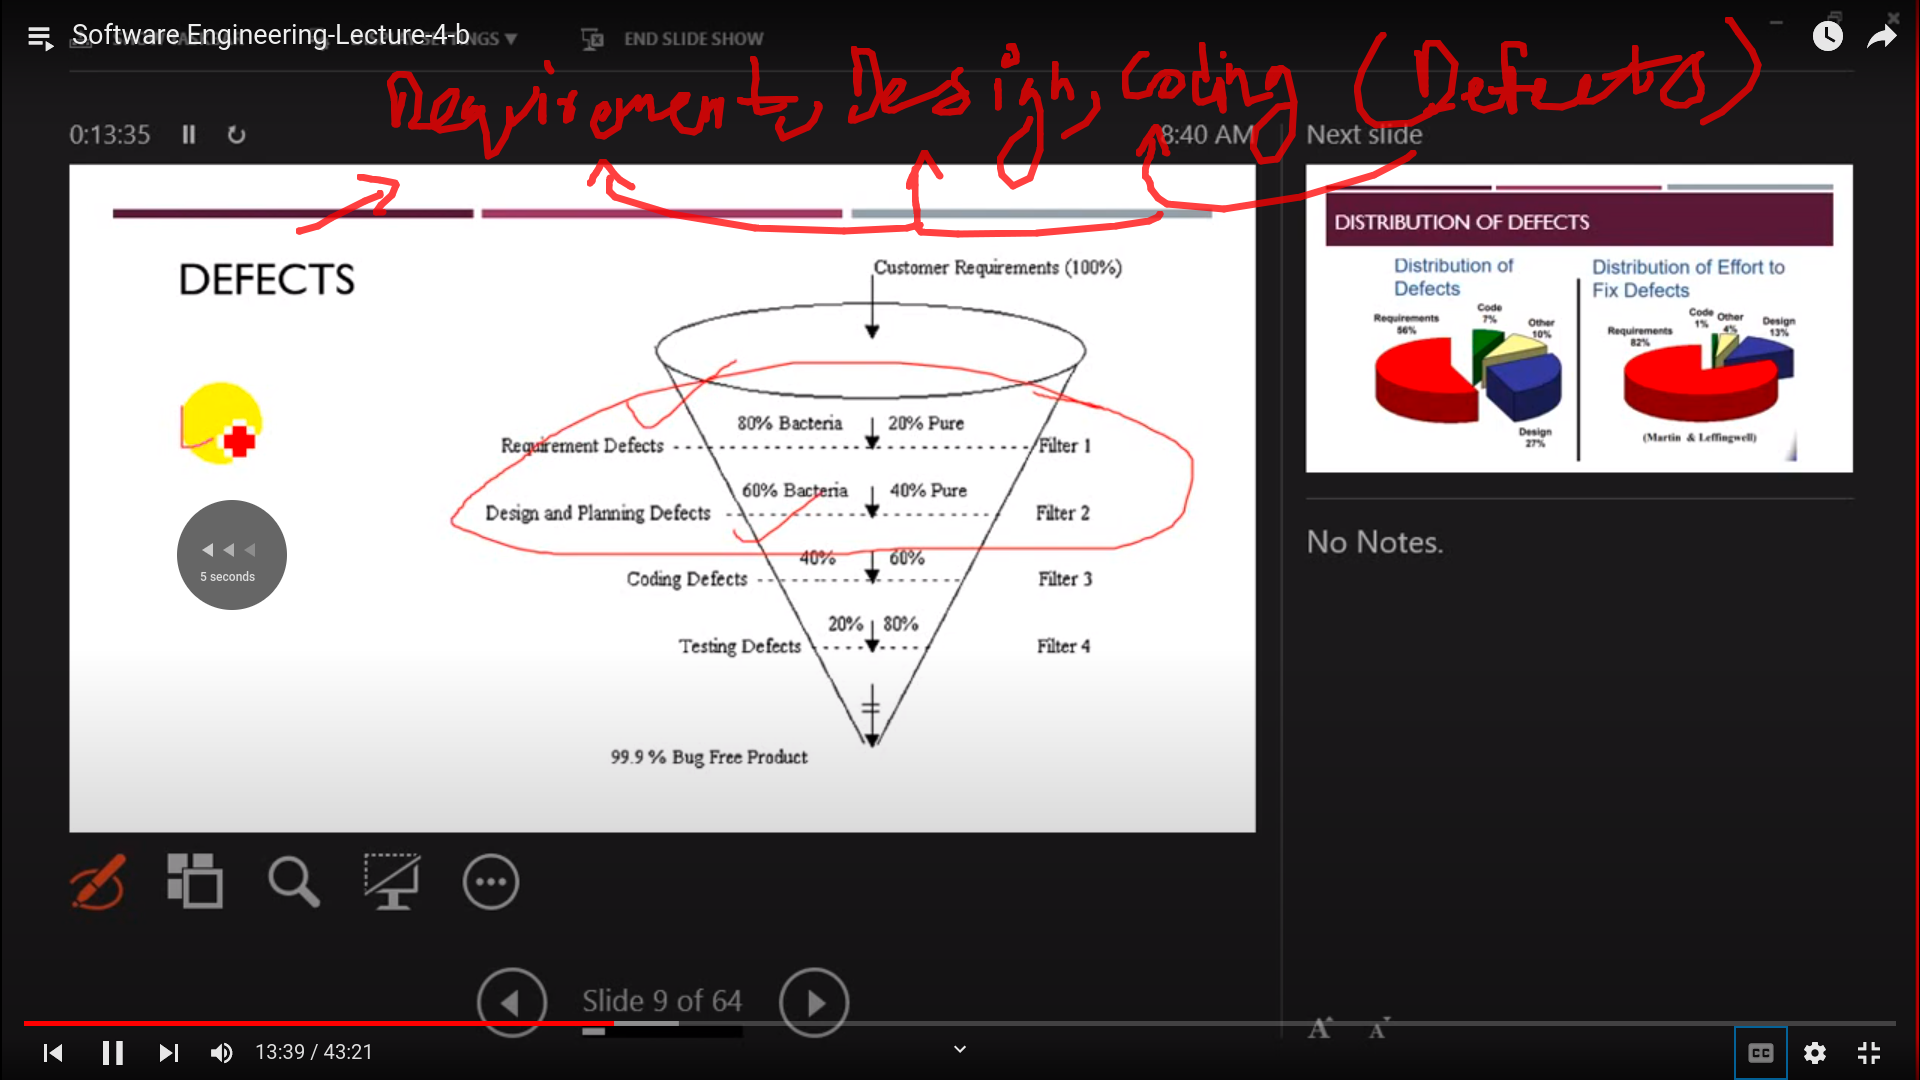 Software Engineering-Lecture-4-b
END SLIDE SHOW
Requirements, Design, Coding (Defects)
0:13:35
8:40 AM
Next slide
DEFECTS
Customer Requirements (100%)
80% Bacteria 20% Pure
Requirement Defects Filter 1
60% Bacteria 40% Pure
Design and Planning Defects Filter 2
40% 60%
Coding Defects Filter 3
20% 80%
Testing Defects Filter 4
99.9 % Bug Free Product
5 seconds
DISTRIBUTION OF DEFECTS
Distribution of
Defects
Requirements
56%
Code
7%
Other
10%
Design
27%
Distribution of Effort to
Fix Defects
Requirements
82%
Code
1%
Other
4%
Design
13%
(Martin & Leffingwell)
No Notes.
Slide 9 of 64
A A
13:39 / 43:21
CC